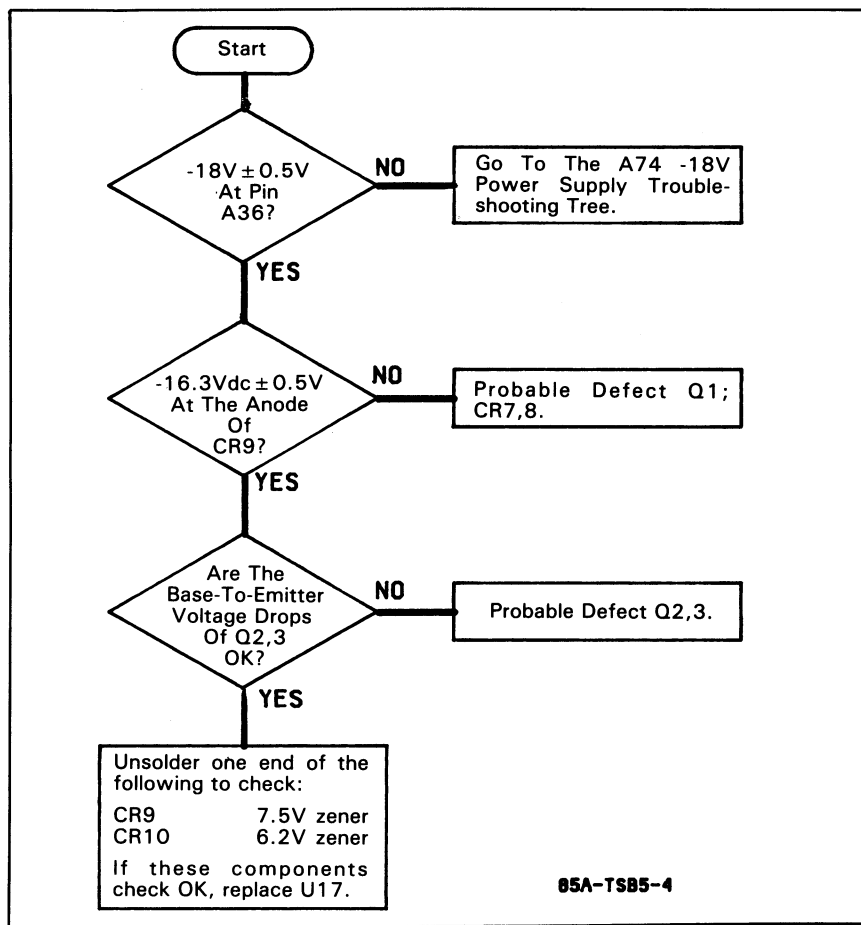 Start
-18V ± 0.5V
At Pin
A36?
NO
Go To The A74 -18V
Power Supply Trouble-
shooting Tree.
YES
-16.3Vdc ± 0.5V
At The Anode
Of
CR9?
NO
Probable Defect Q1;
CR7,8.
YES
Are The
Base-To-Emitter
Voltage Drops
Of Q2,3
OK?
NO
Probable Defect Q2,3.
YES
Unsolder one end of the
following to check:
CR9 7.5V zener
CR10 6.2V zener
If these components
check OK, replace U17.
85A-TSB5-4